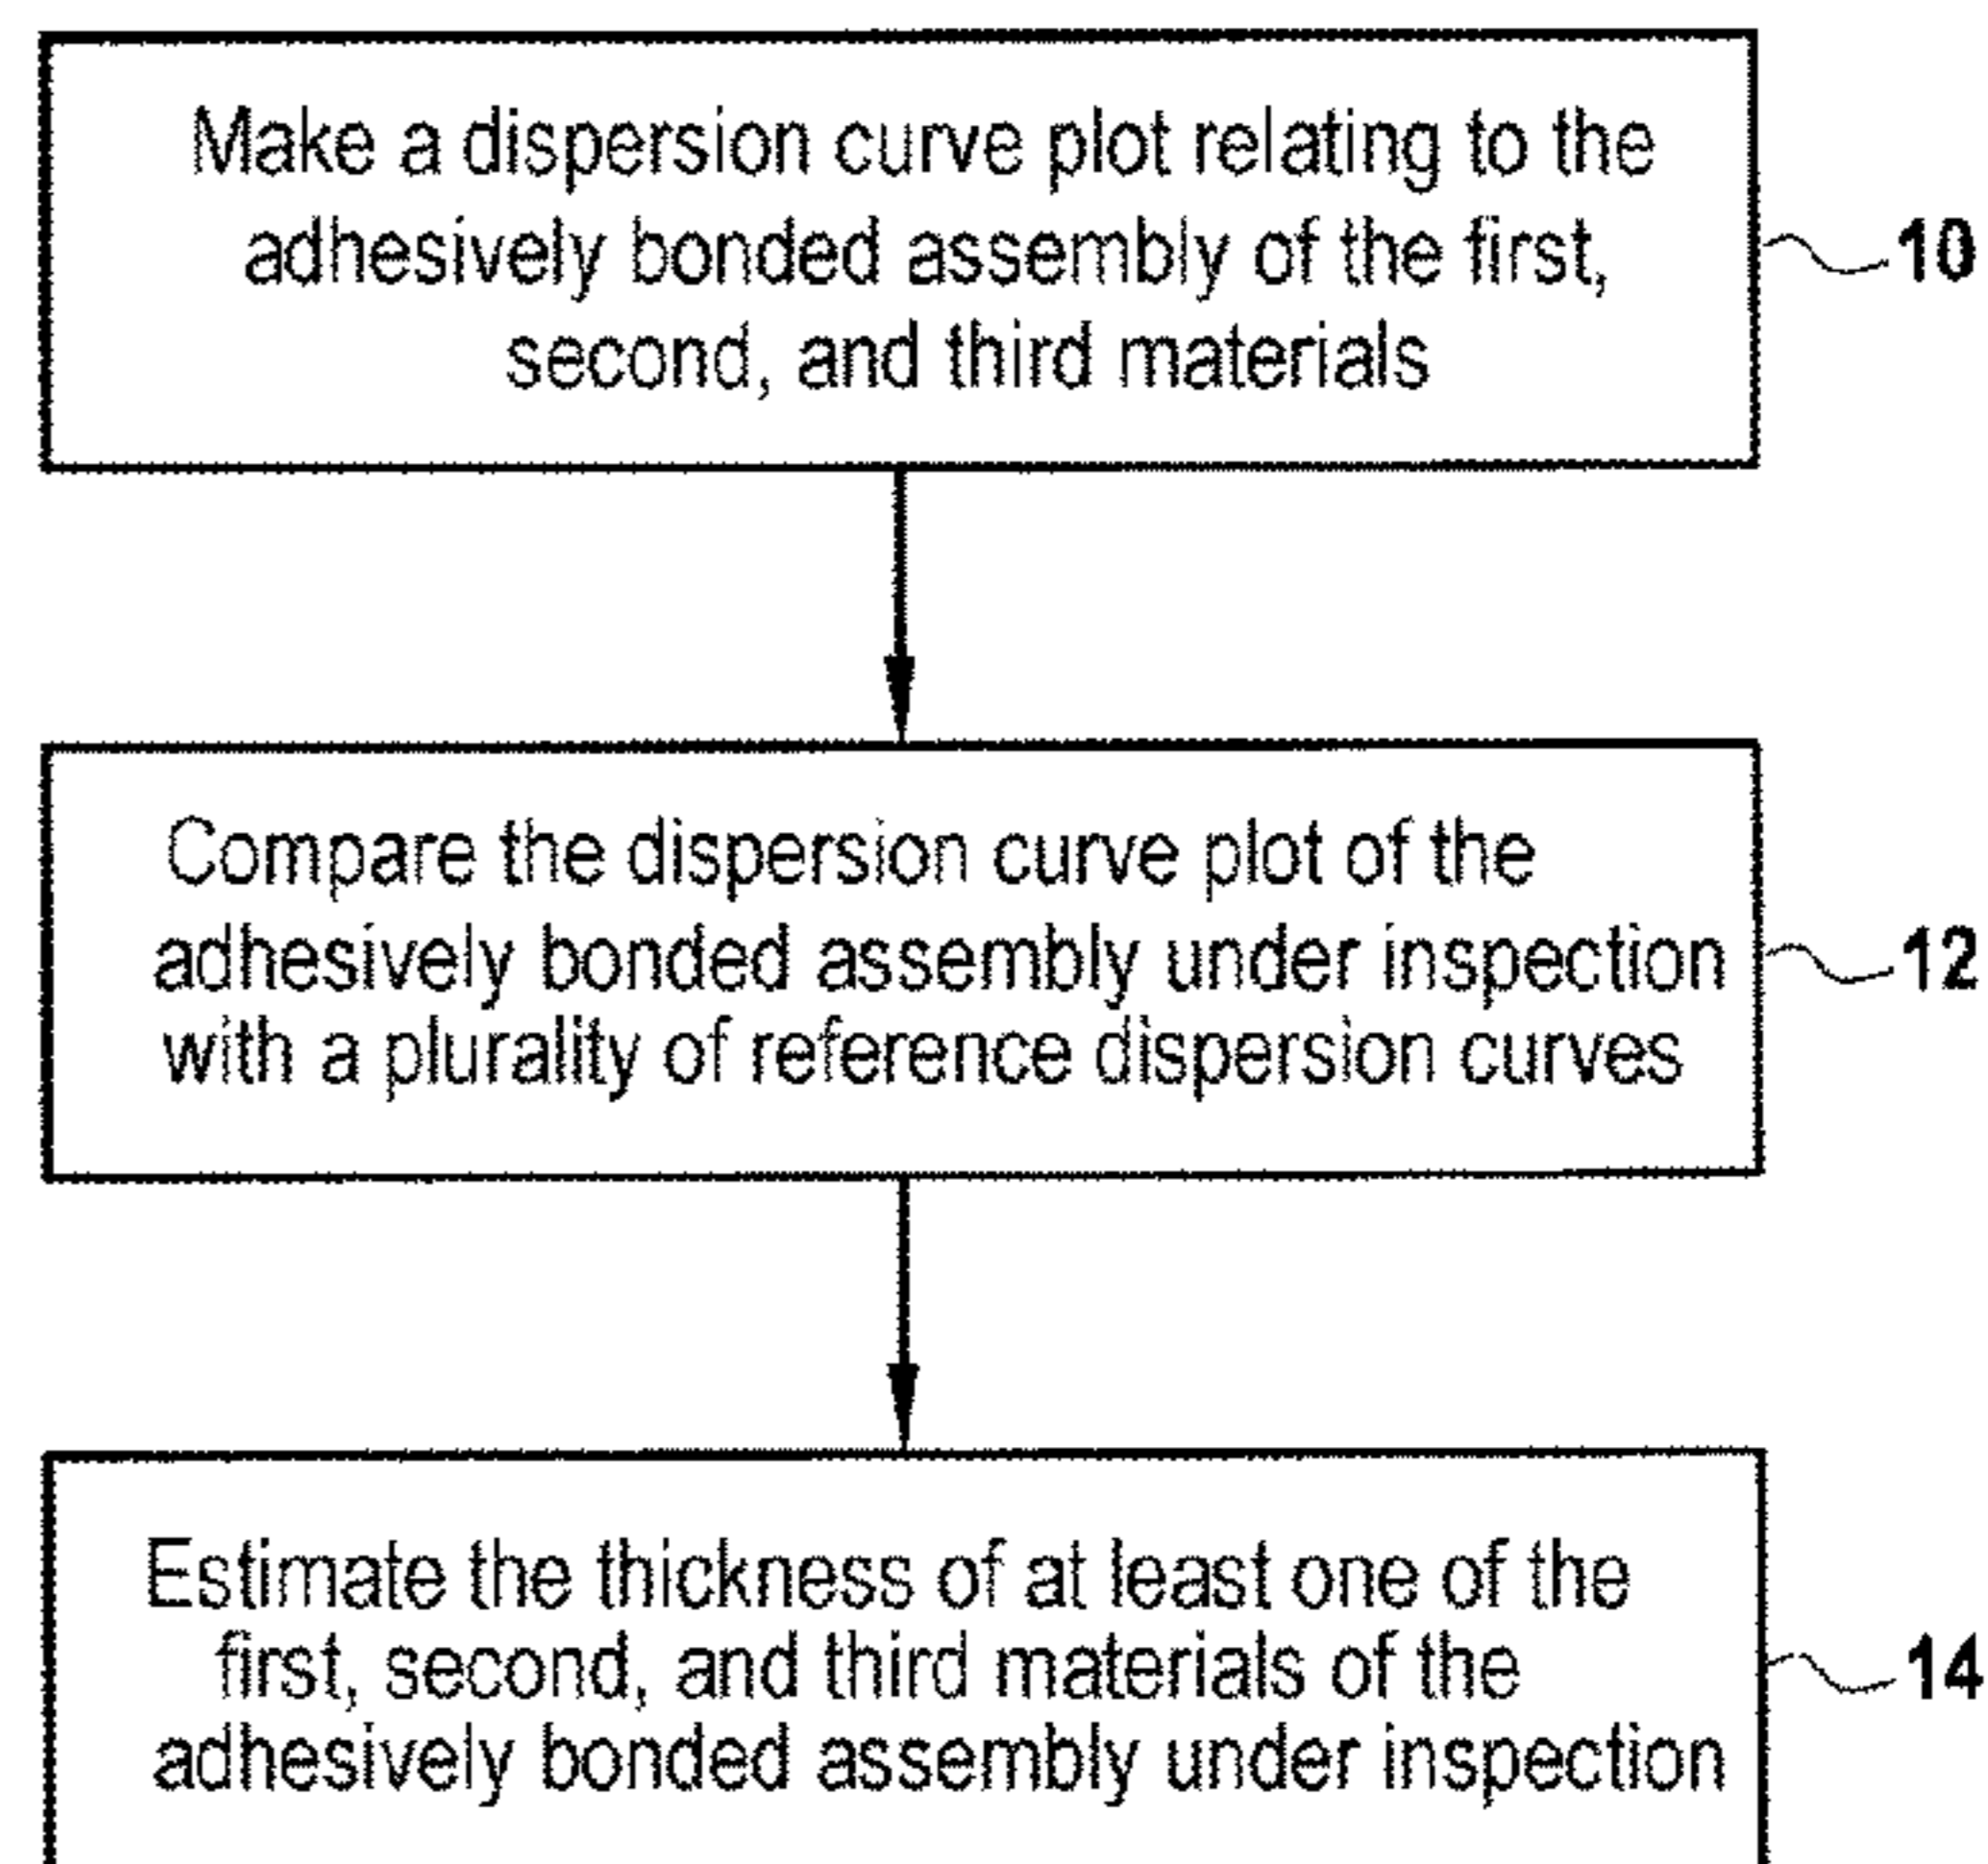 Make a dispersion curve plot relating to the
adhesively bonded assembly of the first,
second, and third materials
10
Compare the dispersion curve plot of the
adhesively bonded assembly under inspection
with a plurality of reference dispersion curves
12
Estimate the thickness of at least one of the
first, second, and third materials of the
adhesively bonded assembly under inspection
14